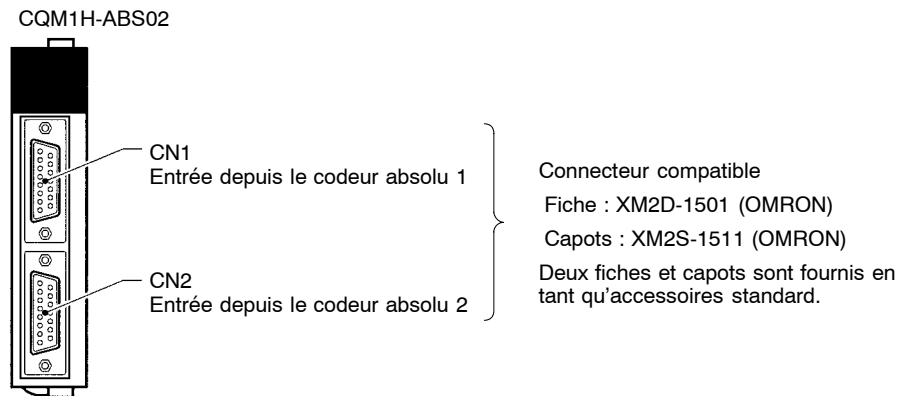 CQM1H-ABS02
CN1
Entrée depuis le codeur absolu 1
CN2
Entrée depuis le codeur absolu 2
Connecteur compatible
Fiche : XM2D-1501 (OMRON)
Capots : XM2S-1511 (OMRON)
Deux fiches et capots sont fournis en
tant qu'accessoires standard.